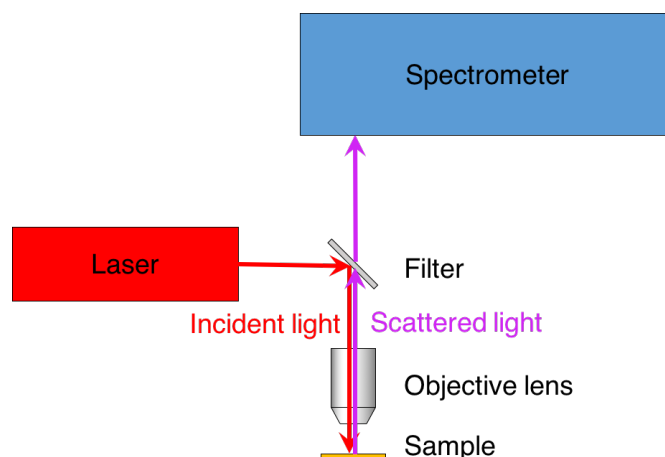 Spectrometer
Laser
Filter
Incident light
Scattered light
Objective lens
Sample